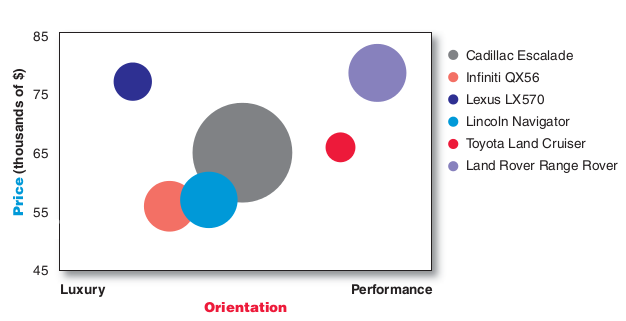 85
75
65
55
45
Price (thousands of $)
Luxury
Performance
Orientation
Cadillac Escalade
Infiniti QX56
Lexus LX570
Lincoln Navigator
Toyota Land Cruiser
Land Rover Range Rover